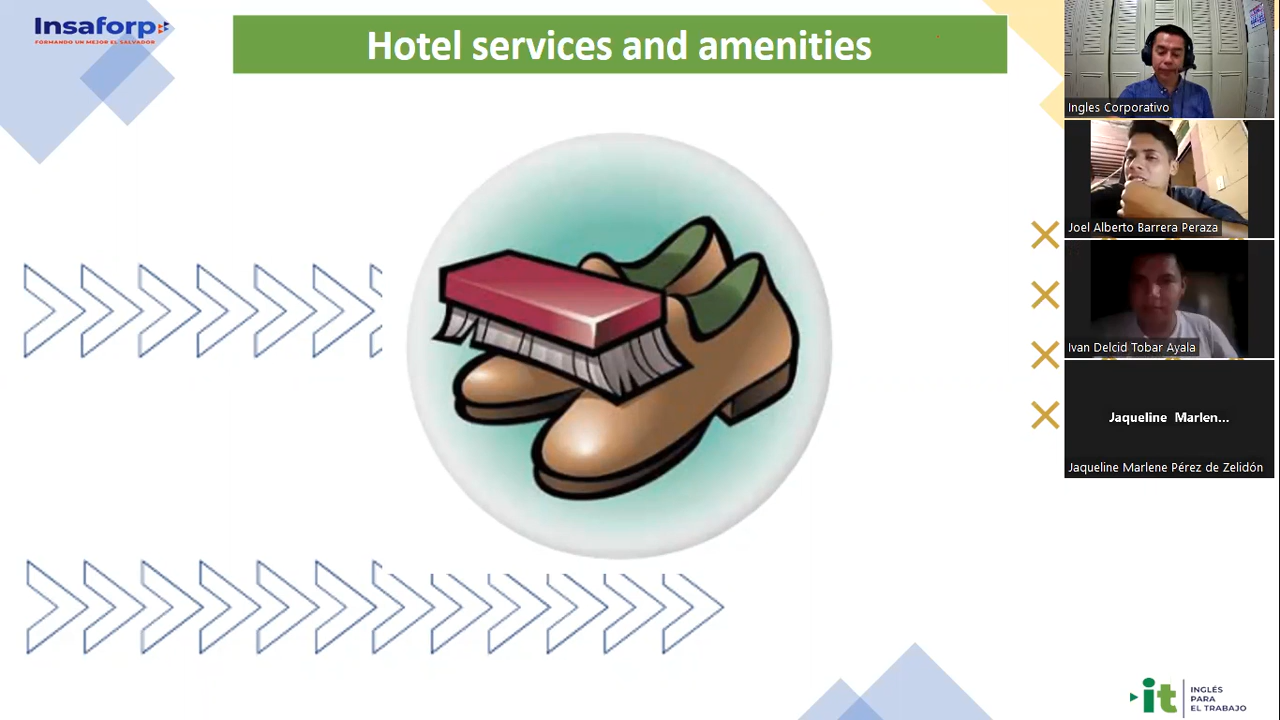 Insaforp
FORMANDO UN MEJOR EL SALVADOR
Hotel services and amenities
Ingles Corporativo
Joel Alberto Barrera Peraza
Ivan Delcid Tobar Ayala
Jaqueline Marlen...
Jaqueline Marlene Pérez de Zelidón
it
INGLÉS
PARA
EL TRABAJO